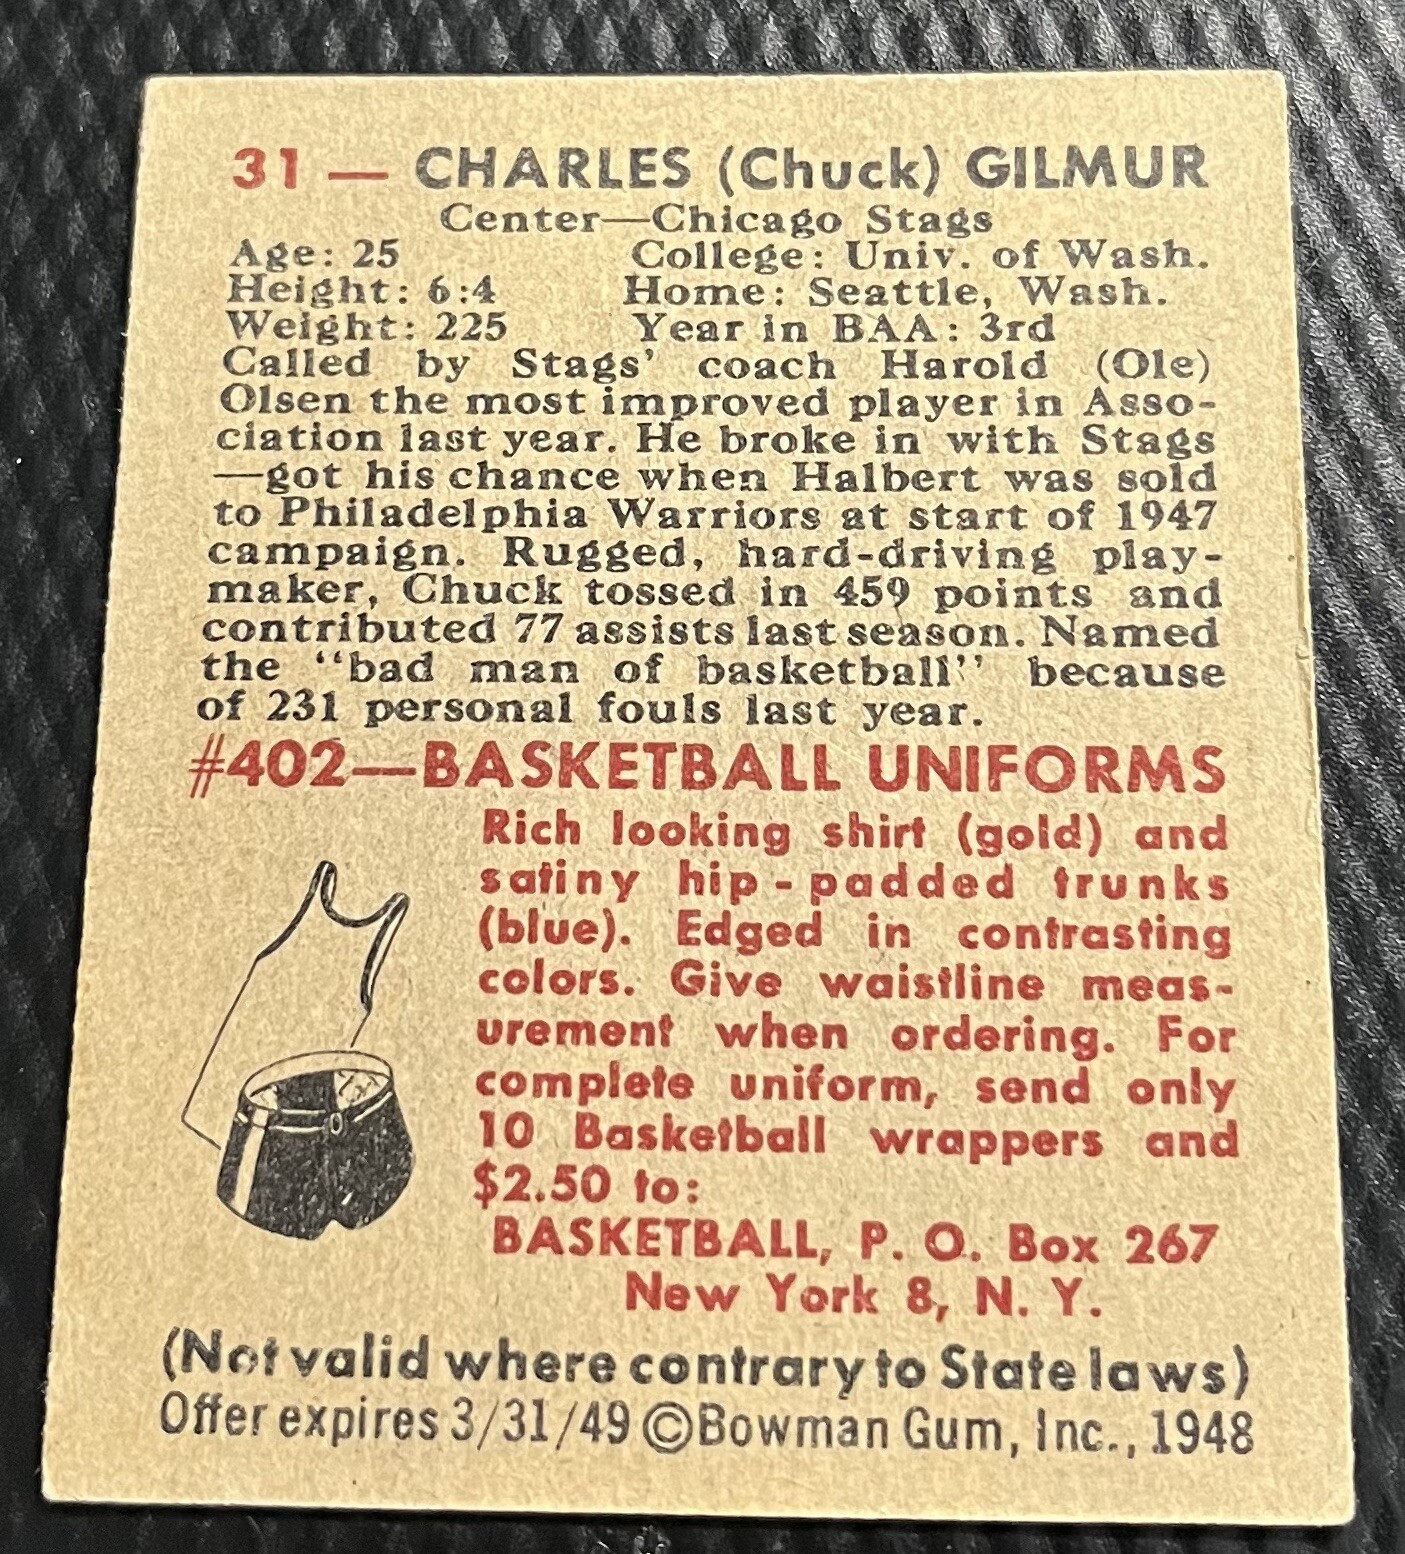 31 — CHARLES (Chuck) GILMUR
Center—Chicago Stags
Age: 25 College: Univ. of Wash.
Height: 6:4 Home: Seattle, Wash.
Weight: 225 Year in BAA: 3rd
Called by Stags' coach Harold (Ole)
Olsen the most improved player in Asso-
ciation last year. He broke in with Stags
—got his chance when Halbert was sold
to Philadelphia Warriors at start of 1947
campaign. Rugged, hard-driving play-
maker, Chuck tossed in 459 points and
contributed 77 assists last season. Named
the "bad man of basketball" because
of 231 personal fouls last year.
#402—BASKETBALL UNIFORMS
Rich looking shirt (gold) and
satiny hip-padded trunks
(blue). Edged in contrasting
colors. Give waistline meas-
urement when ordering. For
complete uniform, send only
10 Basketball wrappers and
$2.50 to:
BASKETBALL, P. O. Box 267
New York 8, N. Y.
(Not valid where contrary to State laws)
Offer expires 3/31/49 ©Bowman Gum, Inc., 1948